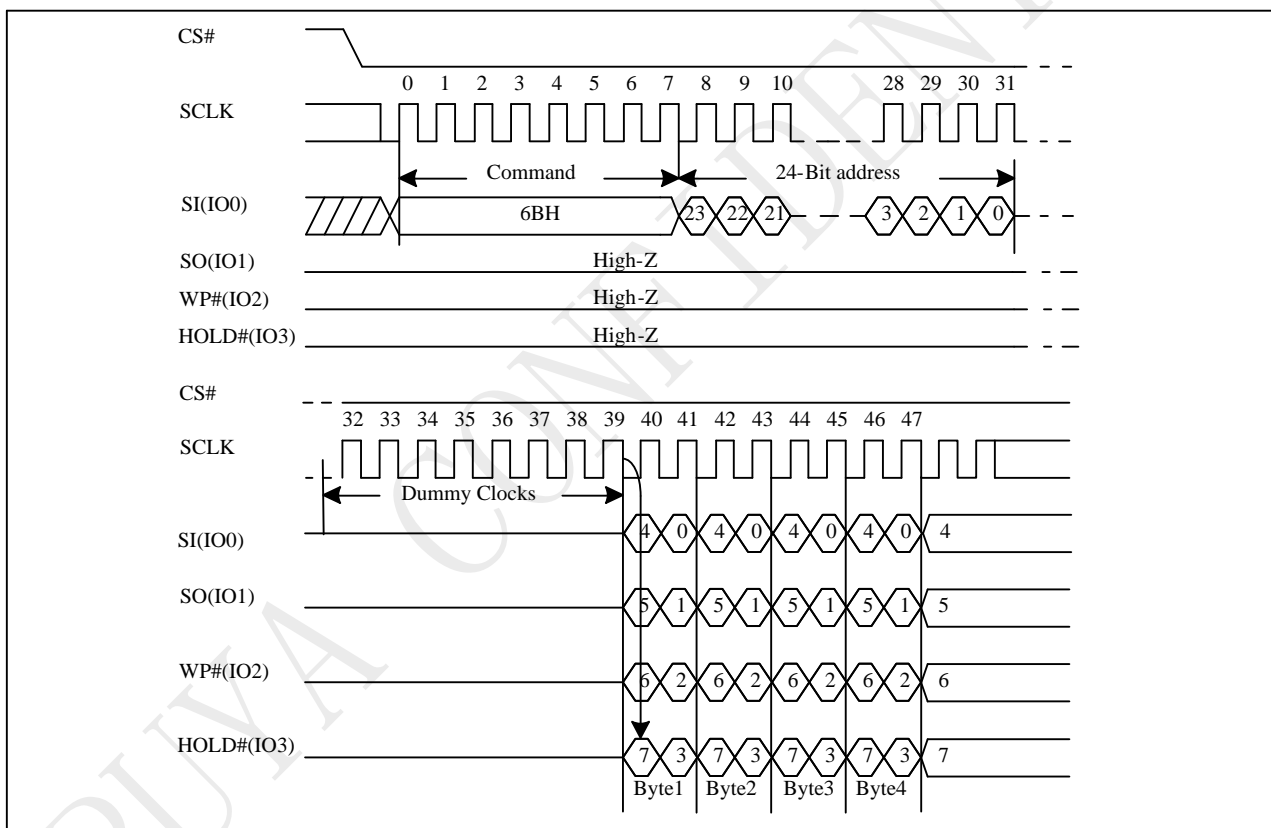 CS#
0 1 2 3 4 5 6 7 8 9 10 28 29 30 31
SCLK
Command 24-Bit address
SI(IO0) 6BH 23 22 21 3 2 1 0
SO(IO1) High-Z
WP#(IO2) High-Z
HOLD#(IO3) High-Z
CS#
32 33 34 35 36 37 38 39 40 41 42 43 44 45 46 47
SCLK
Dummy Clocks
SI(IO0) 4 0 4 0 4 0 4 0 4
SO(IO1) 5 1 5 1 5 1 5 1 5
WP#(IO2) 6 2 6 2 6 2 6 2 6
HOLD#(IO3) 7 3 7 3 7 3 7 3 7
Byte1 Byte2 Byte3 Byte4
PUYA CONFIDENT